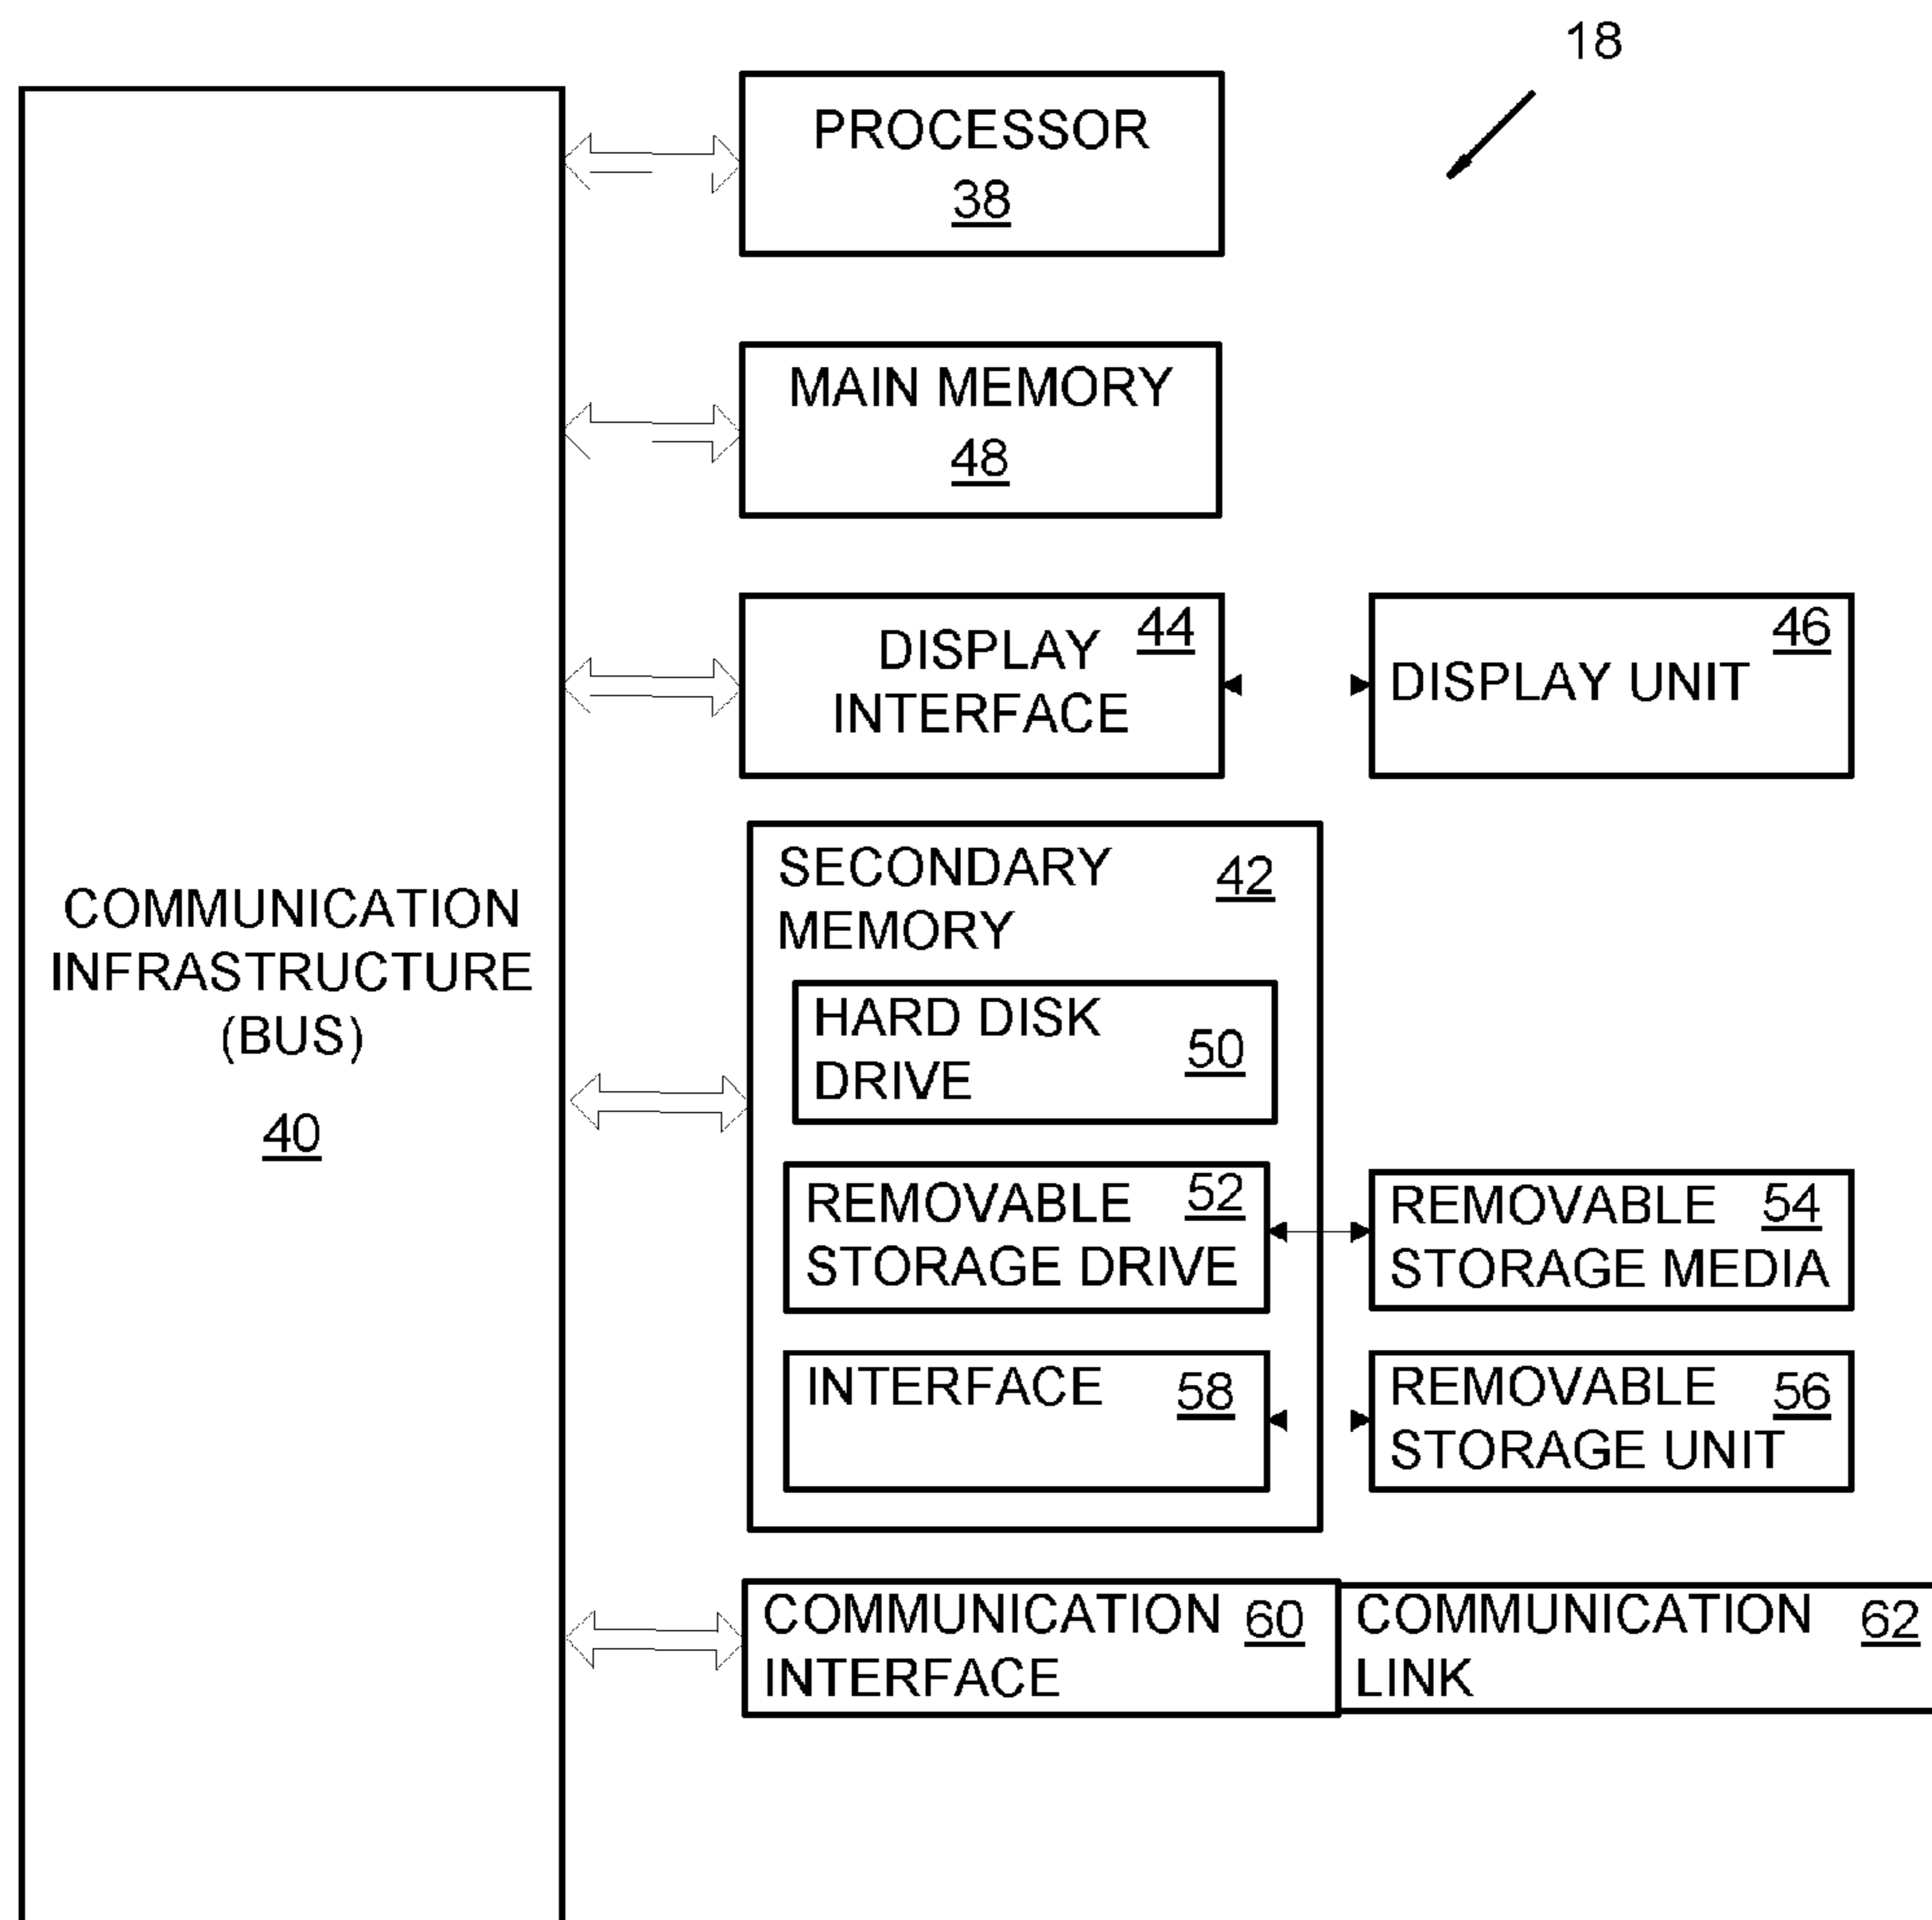 18
PROCESSOR
38
MAIN MEMORY
48
DISPLAY
INTERFACE
44
DISPLAY UNIT
46
COMMUNICATION
INFRASTRUCTURE
(BUS)
40
SECONDARY
MEMORY
42
HARD DISK
DRIVE
50
REMOVABLE
STORAGE DRIVE
52
REMOVABLE
STORAGE MEDIA
54
INTERFACE
58
REMOVABLE
STORAGE UNIT
56
COMMUNICATION
INTERFACE
60
COMMUNICATION
LINK
62